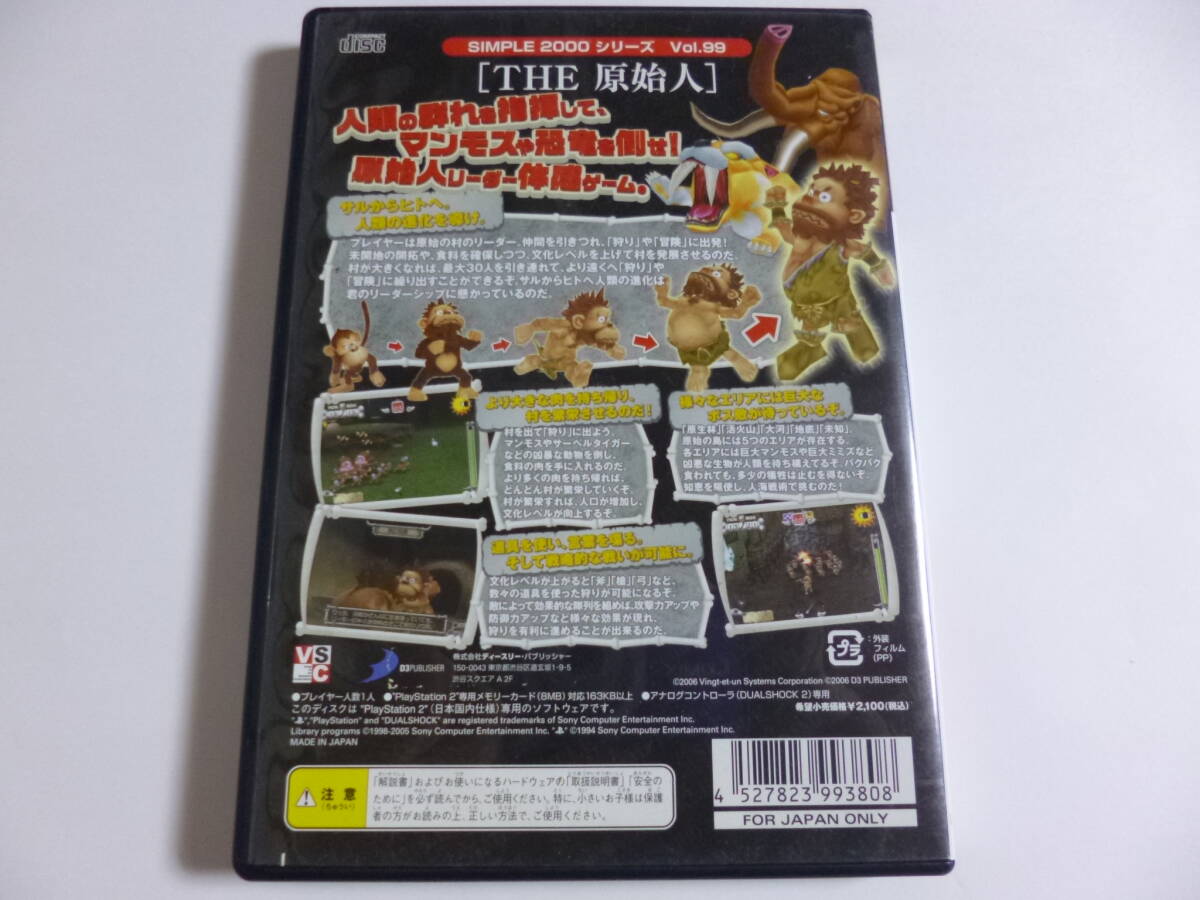 COMPACT
disc
SIMPLE 2000 シリーズ Vol.99
[THE 原始人]
人類の群れを指揮して、
マンモスや恐竜を倒せ!
原始人リーダー体感ゲーム。
サルからヒトへ。
人類の進化を導け。
プレイヤーは原始の村のリーダー。仲間を引きつれ、「狩り」や「冒険」に出発!
未開地の開拓や、食料を確保しつつ、文化レベルを上げて村を発展させるのだ。
村が大きくなれば、最大30人を引き連れて、より遠くへ「狩り」や
「冒険」に繰り出すことができるぞ。サルからヒトへ人類の進化は
君のリーダーシップに懸かっているのだ。
より大きな肉を持ち帰り、
村を繁栄させるのだ!
村を出て「狩り」に出よう。
マンモスやサーベルタイガー
などの凶暴な動物を倒し、
食料の肉を手に入れるのだ。
より多くの肉を持ち帰れば、
どんどん村が繁栄していくぞ。
村が繁栄すれば、人口が増加し、
文化レベルが向上するぞ。
様々なエリアには巨大な
ボス敵が待っているぞ。
「原生林」「活火山」「大河」「地底」「未知」。
原始の島には5つのエリアが存在する。
各エリアには巨大マンモスや巨大ミミズなど
凶悪な生物が人類を待ち構えてるぞ。パクパク
食われても、多少の犠牲は止むを得ないぞ。
知恵を駆使し、人海戦術で挑むのだ!
道具を使い、言葉を喋る。
そして戦略的な戦いが可能に。
文化レベルが上がると「斧」「槍」「弓」など、
数々の道具を使った狩りが可能になるぞ。
敵によって効果的な隊列を組めば、攻撃力アップや
防御力アップなど様々な効果が現れ、
狩りを有利に進めることが出来るのだ。
VSC
D3PUBLISHER
株式会社ディースリー・パブリッシャー
150-0043 東京都渋谷区道玄坂1-9-5
渋谷スクエア A 2F
プラ
:外装
フィルム
(PP)
©2006 Vingt-et-un Systems Corporation ©2006 D3 PUBLISHER
●プレイヤー人数1人 ●"PlayStation 2"専用メモリーカード(8MB)対応163KB以上 ●アナログコントローラ(DUALSHOCK 2)専用
このディスクは "PlayStation 2"(日本国内仕様)専用のソフトウェアです。
希望小売価格¥2,100(税込)
"PlayStation" and "DUALSHOCK" are registered trademarks of Sony Computer Entertainment Inc.
Library programs ©1998-2005 Sony Computer Entertainment Inc. ©1994 Sony Computer Entertainment Inc.
MADE IN JAPAN
注意
(ちゅうい)
「解説書」およびお使いになるハードウェアの「取扱説明書」「安全の
ために」を必ず読んでから、ご使用ください。特に、小さいお子様は保護
者の方がお読みの上、正しい方法で、ご使用ください。
4 527823 993808
FOR JAPAN ONLY